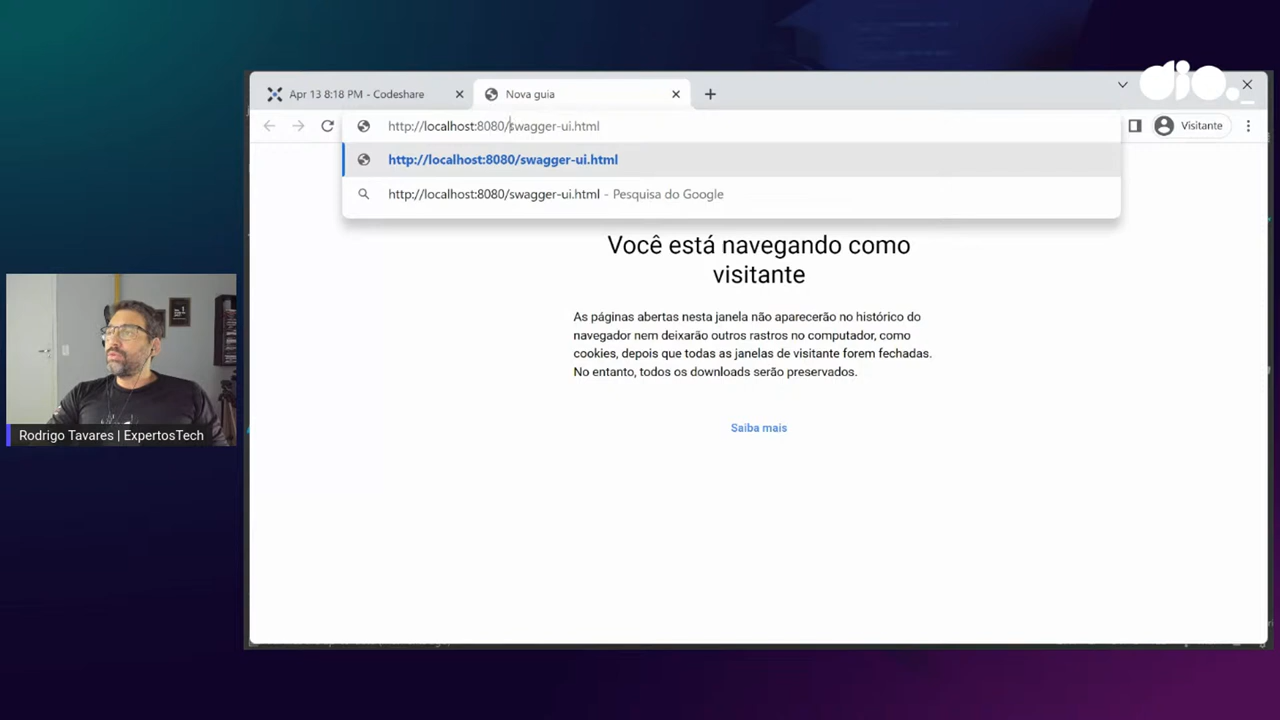 dio._
Apr 13 8:18 PM - Codeshare
Nova guia
http://localhost:8080/swagger-ui.html
Visitante
http://localhost:8080/swagger-ui.html
http://localhost:8080/swagger-ui.html - Pesquisa do Google
Você está navegando como
visitante
As páginas abertas nesta janela não aparecerão no histórico do
navegador nem deixarão outros rastros no computador, como
cookies, depois que todas as janelas de visitante forem fechadas.
No entanto, todos os downloads serão preservados.
Saiba mais
Rodrigo Tavares | ExpertosTech